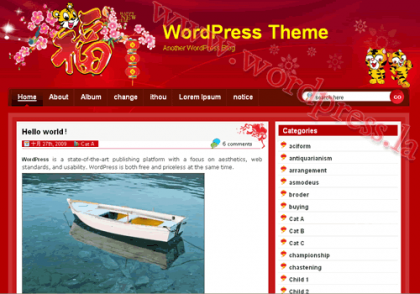 福
WordPress Theme
Another WordPress Blog
www.wordpress.la
Home About Album change ithou Lorem Ipsum notice
search here GO
Hello world !
十月 27th, 2009 Cat A 6 comments
WordPress is a state-of-the-art publishing platform with a focus on aesthetics, web
standards, and usability. WordPress is both free and priceless at the same time.
Categories
aciform
antiquarianism
arrangement
asmodeus
broder
buying
Cat A
Cat B
Cat C
championship
chastening
Child 1
Child 2